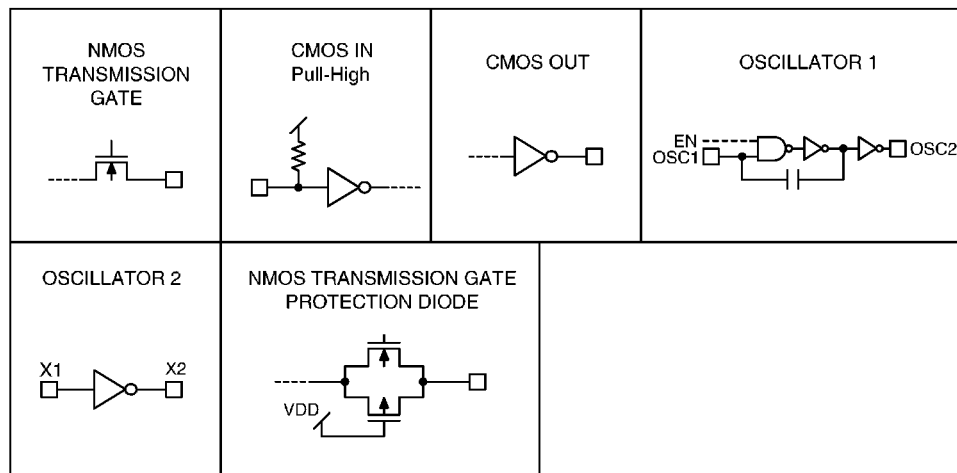 NMOS
TRANSMISSION
GATE
CMOS IN
Pull-High
CMOS OUT
OSCILLATOR 1
EN
OSC1
OSC2
OSCILLATOR 2
X1
X2
NMOS TRANSMISSION GATE
PROTECTION DIODE
VDD